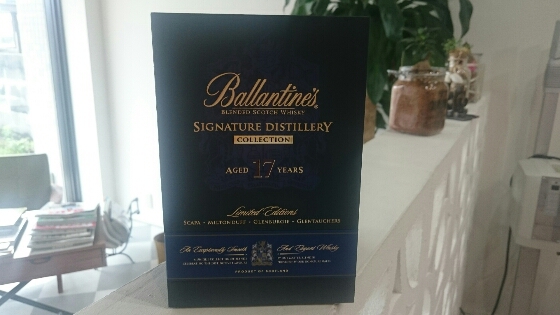 Ballantine's
BLENDED SCOTCH WHISKY
SIGNATURE DISTILLERY
COLLECTION
AGED 17 YEARS
Limited Editions
SCAPA • MILTONDUFF • GLENBURGIE • GLENTAUCHERS
An Exceptionally Smooth And Elegant Whisky
PRODUCT OF SCOTLAND